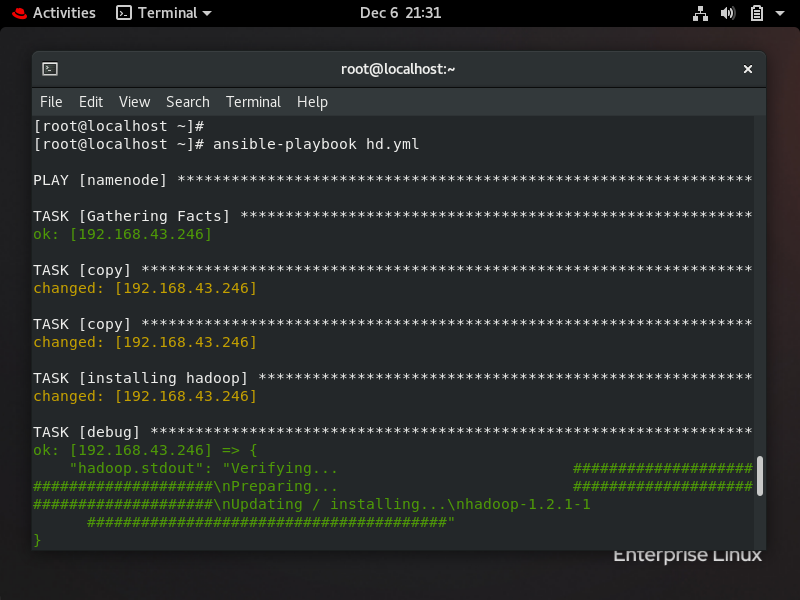 Activities Terminal Dec 6 21:31
root@localhost:~
File Edit View Search Terminal Help
[root@localhost ~]#
[root@localhost ~]# ansible-playbook hd.yml
PLAY [namenode] ****************************************************************
TASK [Gathering Facts] *********************************************************
ok: [192.168.43.246]
TASK [copy] ********************************************************************
changed: [192.168.43.246]
TASK [copy] ********************************************************************
changed: [192.168.43.246]
TASK [installing hadoop] *******************************************************
changed: [192.168.43.246]
TASK [debug] *******************************************************************
ok: [192.168.43.246] => {
    "hadoop.stdout": "Verifying...                          ####################
####################\nPreparing...                          ####################
####################\nUpdating / installing...\nhadoop-1.2.1-1
      ########################################"
}
Enterprise Linux